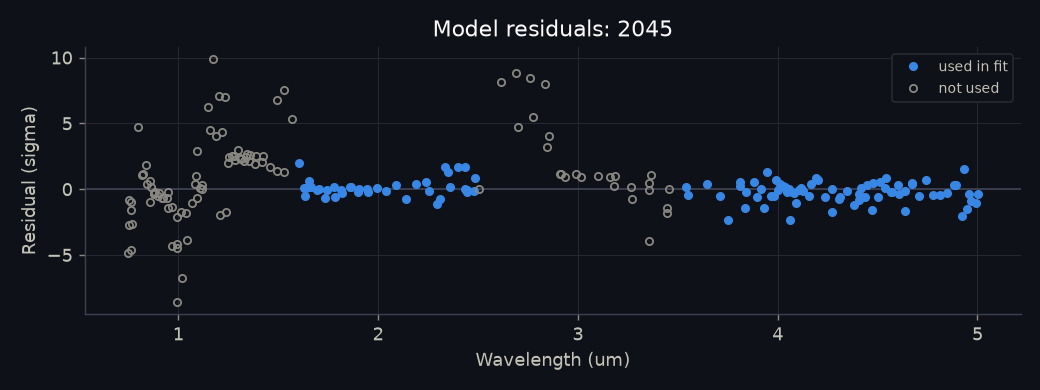 Model residuals: 2045
used in fit
not used
Residual (sigma)
10
5
0
−5
1
2
3
4
5
Wavelength (um)